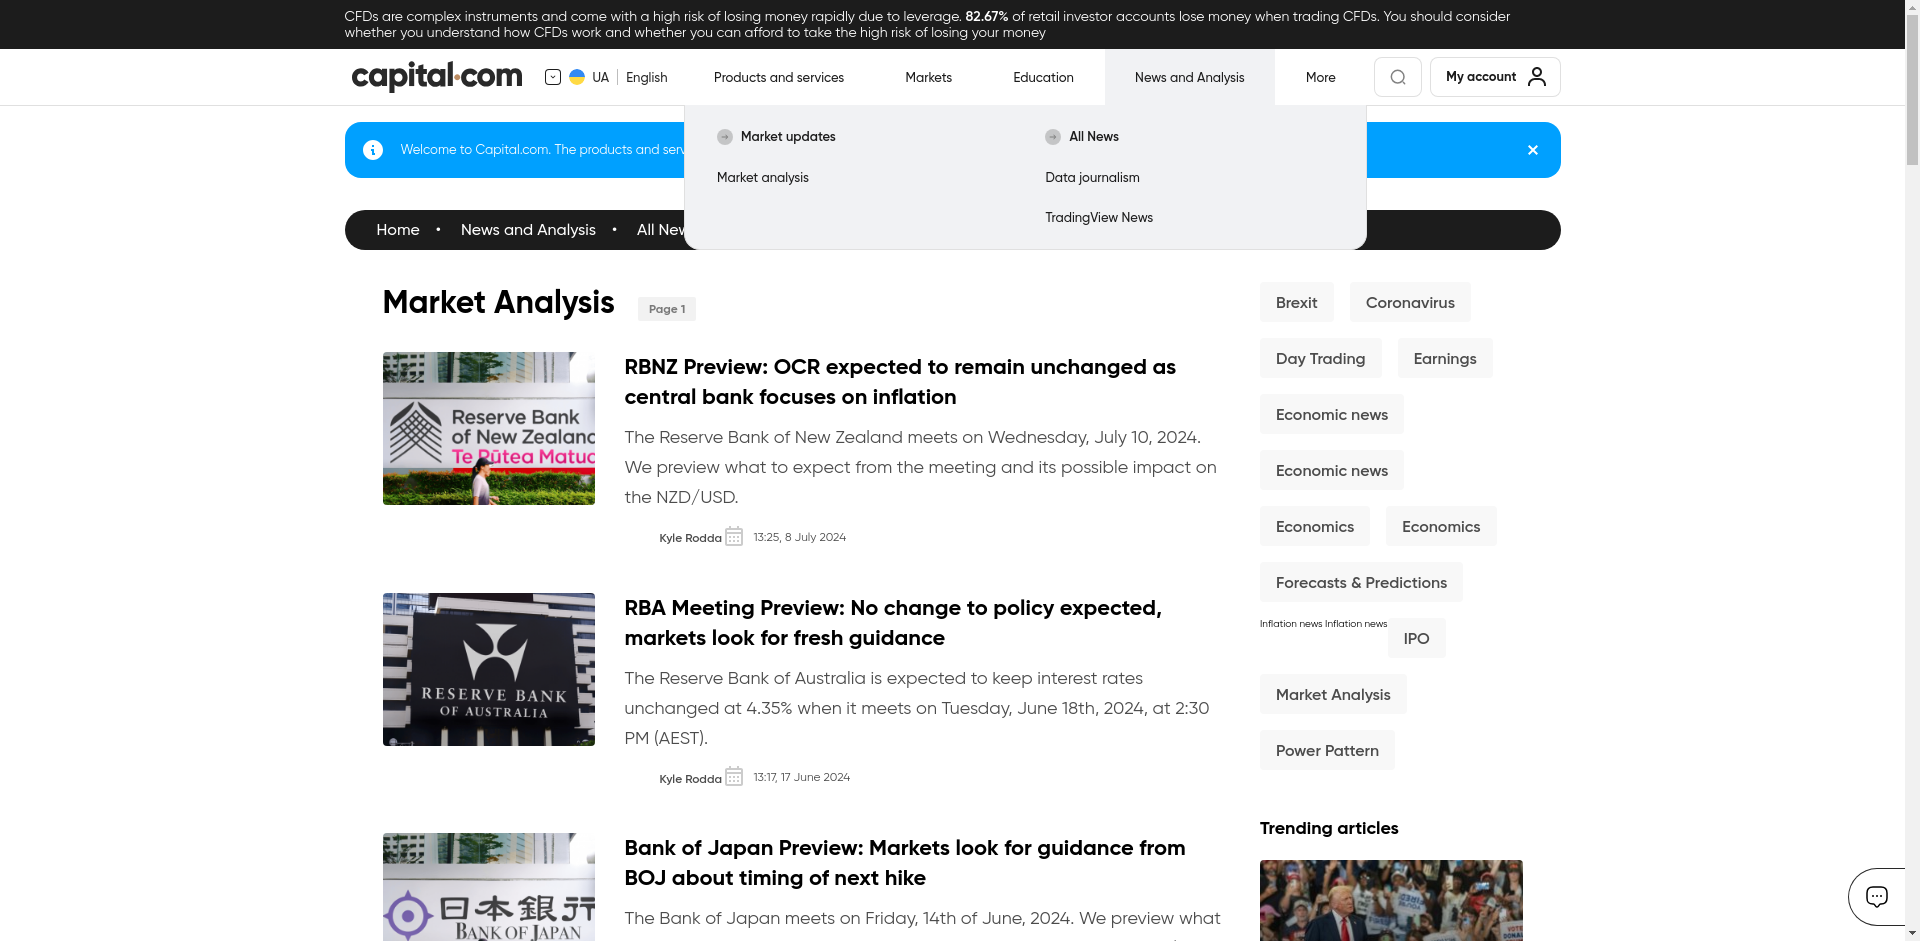 CFDs are complex instruments and come with a high risk of losing money rapidly due to leverage. 82.67% of retail investor accounts lose money when trading CFDs. You should consider
whether you understand how CFDs work and whether you can afford to take the high risk of losing your money
capital.com
UA English
Products and services
Markets
Education
News and Analysis
More
My account
Market updates
All News
Market analysis
Data journalism
TradingView News
Welcome to Capital.com. The products and serv
Home • News and Analysis • All New
Market Analysis
Page 1
RBNZ Preview: OCR expected to remain unchanged as
central bank focuses on inflation
The Reserve Bank of New Zealand meets on Wednesday, July 10, 2024.
We preview what to expect from the meeting and its possible impact on
the NZD/USD.
Kyle Rodda 13:25, 8 July 2024
Reserve Bank
of New Zealand
Te Pūtea Matua
RBA Meeting Preview: No change to policy expected,
markets look for fresh guidance
The Reserve Bank of Australia is expected to keep interest rates
unchanged at 4.35% when it meets on Tuesday, June 18th, 2024, at 2:30
PM (AEST).
Kyle Rodda 13:17, 17 June 2024
RESERVE BANK
OF AUSTRALIA
Bank of Japan Preview: Markets look for guidance from
BOJ about timing of next hike
The Bank of Japan meets on Friday, 14th of June, 2024. We preview what
日本銀行
BANK OF JAPAN
Brexit
Coronavirus
Day Trading
Earnings
Economic news
Economic news
Economics
Economics
Forecasts & Predictions
Inflation news Inflation news
IPO
Market Analysis
Power Pattern
Trending articles